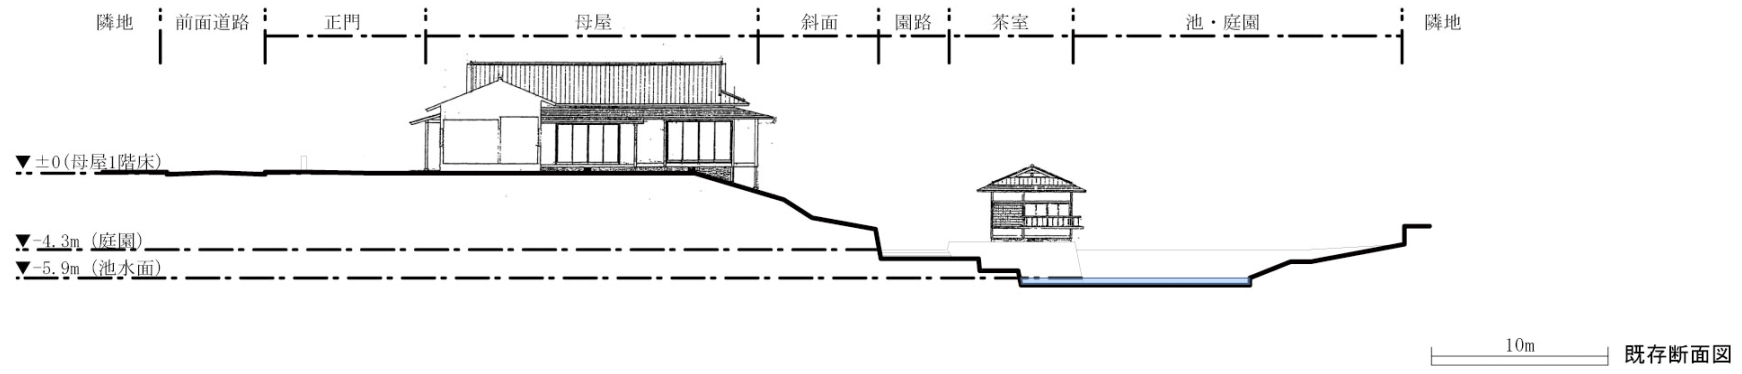 隣地 前面道路 正門 母屋 斜面 園路 茶室 池・庭園 隣地
▼±0(母屋1階床)
▼-4.3m (庭園)
▼-5.9m (池水面)
10m
既存断面図